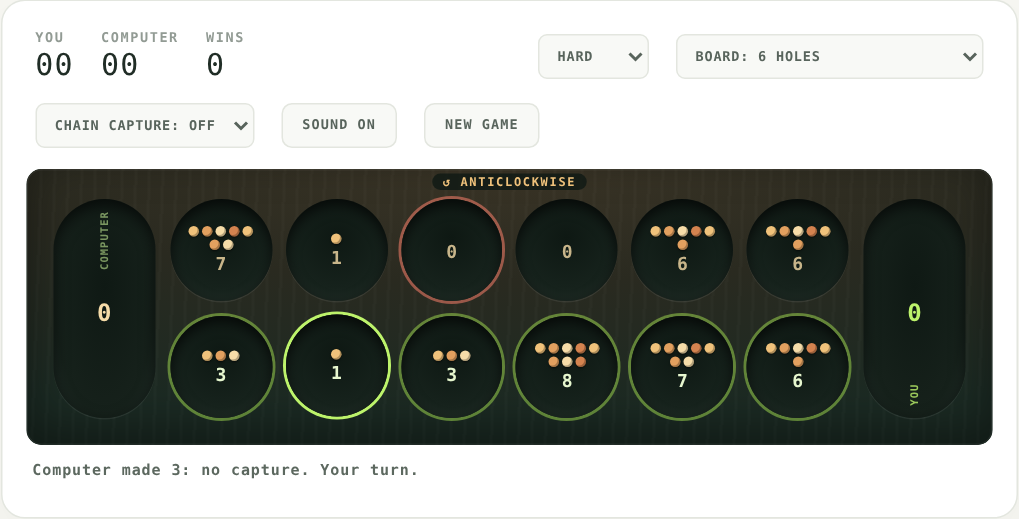 YOU COMPUTER WINS
00 00 0
HARD
BOARD: 6 HOLES
CHAIN CAPTURE: OFF
SOUND ON
NEW GAME
↺ ANTICLOCKWISE
COMPUTER
0
7 1 0 0 6 6
3 1 3 8 7 6
0
YOU
Computer made 3: no capture. Your turn.